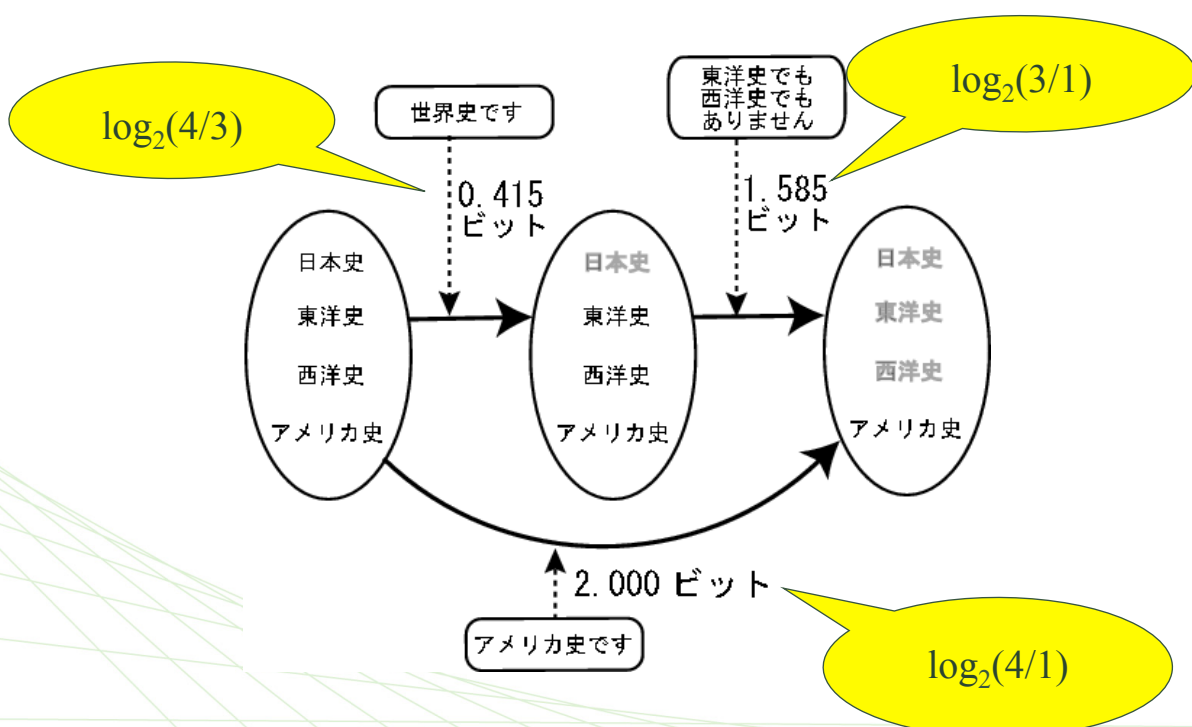 log₂(4/3)
世界史です
東洋史でも
西洋史でも
ありません
log₂(3/1)
0.415
ビット
1.585
ビット
日本史
東洋史
西洋史
アメリカ史
日本史
東洋史
西洋史
アメリカ史
日本史
東洋史
西洋史
アメリカ史
2.000 ビット
アメリカ史です
log₂(4/1)